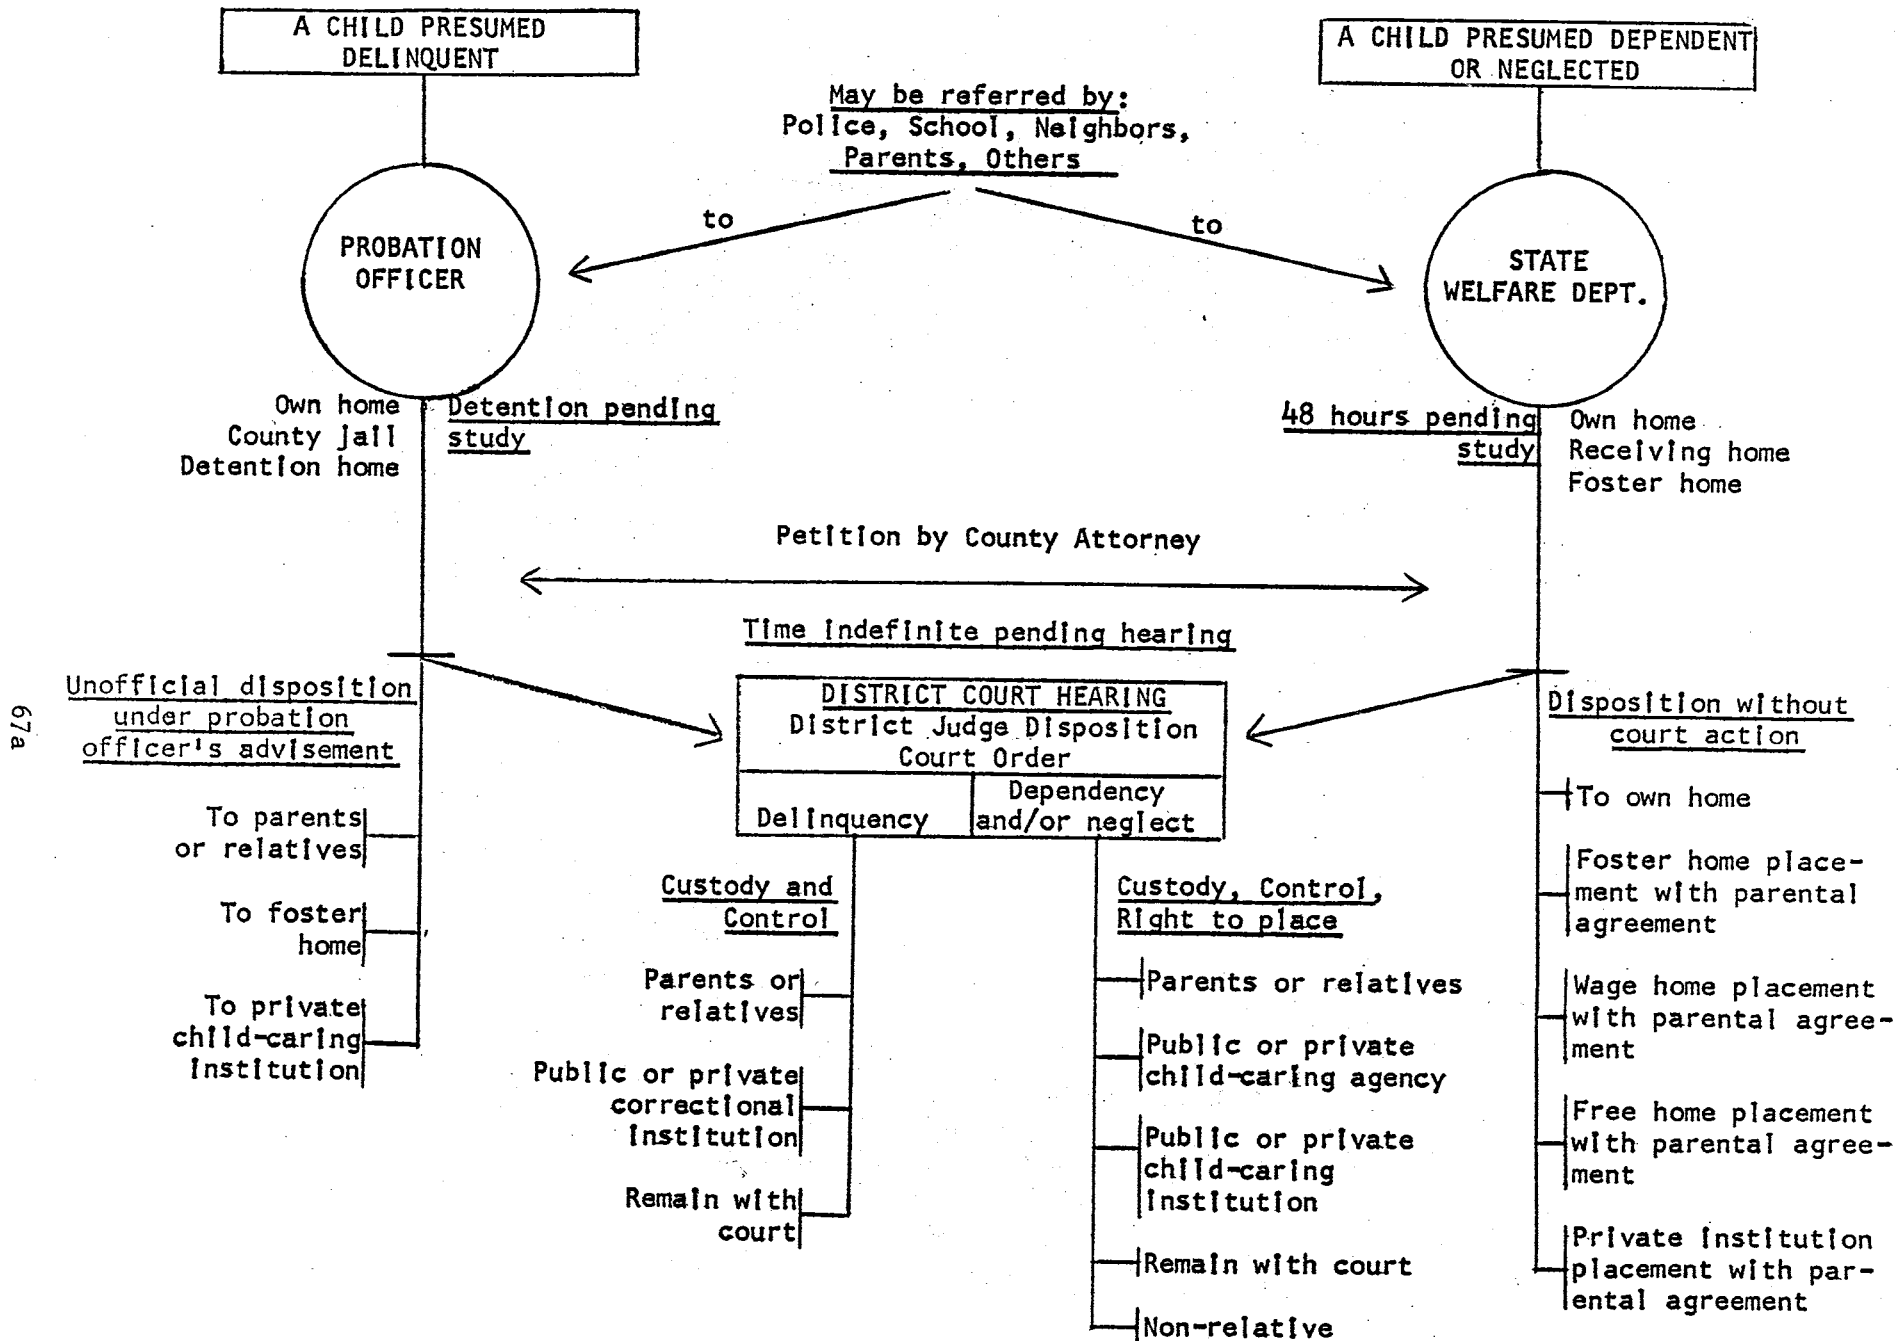 A CHILD PRESUMED
DELINQUENT
A CHILD PRESUMED DEPENDENT
OR NEGLECTED
May be referred by:
Police, School, Neighbors,
Parents, Others
to
to
PROBATION
OFFICER
STATE
WELFARE DEPT.
Own home
County jail
Detention home
Detention pending
study
48 hours pending
study
Own home
Receiving home
Foster home
Petition by County Attorney
Time indefinite pending hearing
Unofficial disposition
under probation
officer's advisement
To parents
or relatives
To foster
home
To private
child-caring
institution
DISTRICT COURT HEARING
District Judge Disposition
Court Order
Delinquency
Dependency
and/or neglect
Custody and
Control
Parents or
relatives
Public or private
correctional
institution
Remain with
court
Custody, Control,
Right to place
Parents or relatives
Public or private
child-caring agency
Public or private
child-caring
institution
Remain with court
Non-relative
Disposition without
court action
To own home
Foster home place-
ment with parental
agreement
Wage home placement
with parental agree-
ment
Free home placement
with parental agree-
ment
Private institution
placement with par-
ental agreement
67a